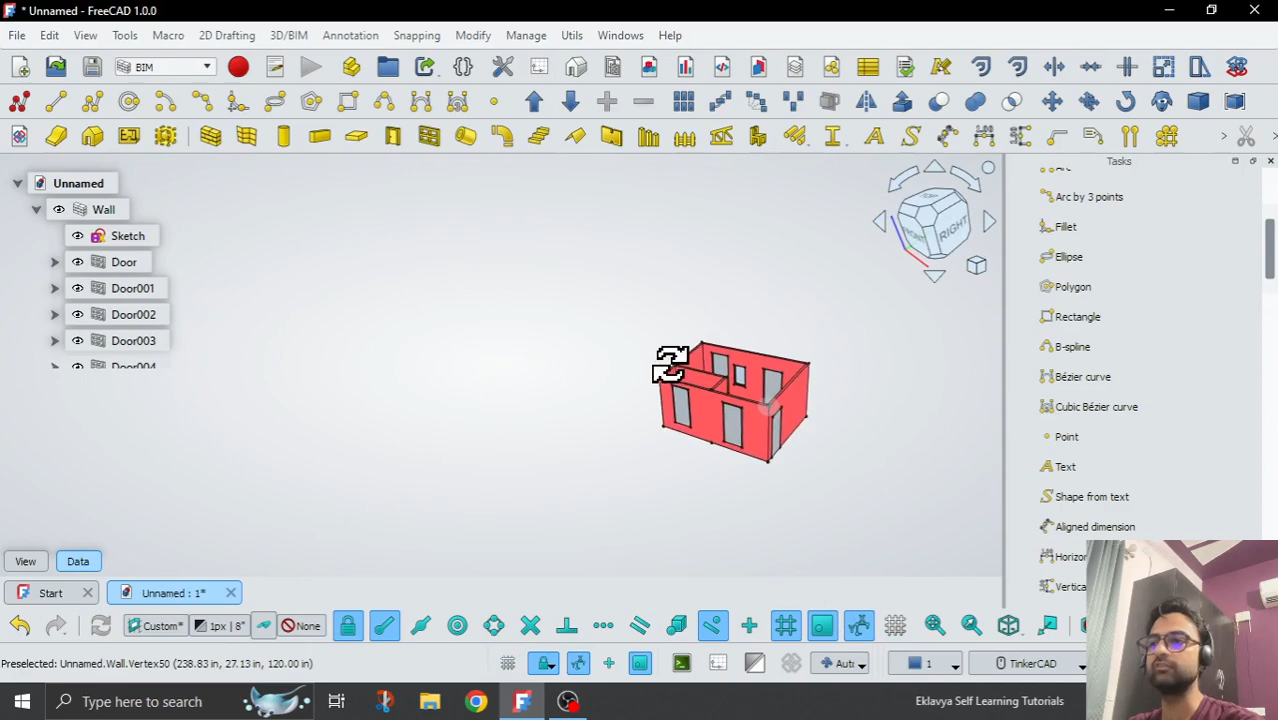 * Unnamed - FreeCAD 1.0.0
File Edit View Tools Macro 2D Drafting 3D/BIM Annotation Snapping Modify Manage Utils Windows Help
BIM
Tasks
Unnamed
Wall
Sketch
Door
Door001
Door002
Door003
Door004
RIGHT
Arc by 3 points
Fillet
Ellipse
Polygon
Rectangle
B-spline
Bézier curve
Cubic Bézier curve
Point
Text
Shape from text
Aligned dimension
View Data
Start Unnamed : 1*
Custom* 1px | 8" None
Preselected: Unnamed.Wall.Vertex50 (238.83 in, 27.13 in, 120.00 in)
1 TinkerCAD
Type here to search
Eklavya Self Learning Tutorials